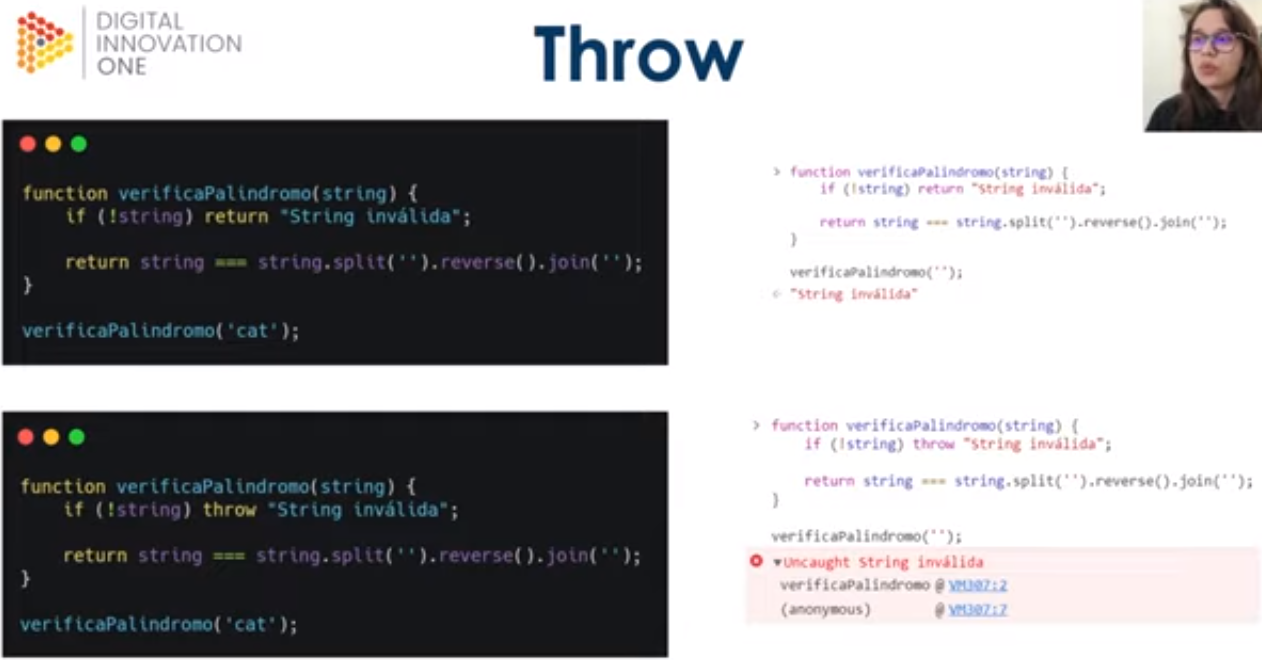 DIGITAL
INNOVATION
ONE
Throw
function verificaPalindromo(string) {
    if (!string) return "String inválida";
    return string === string.split('').reverse().join('');
}
verificaPalindromo('cat');
> function verificaPalindromo(string) {
    if (!string) return "String inválida";
    return string === string.split('').reverse().join('');
}
verificaPalindromo('');
< "String inválida"
function verificaPalindromo(string) {
    if (!string) throw "String inválida";
    return string === string.split('').reverse().join('');
}
verificaPalindromo('cat');
> function verificaPalindromo(string) {
    if (!string) throw "String inválida";
    return string === string.split('').reverse().join('');
}
verificaPalindromo('');
▼Uncaught String inválida
verificaPalindromo @ VM307:2
(anonymous) @ VM307:7